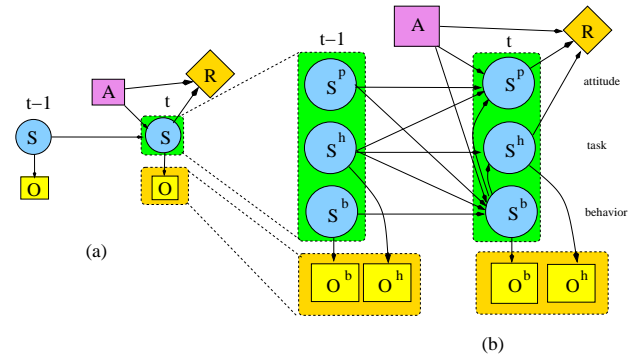 t−1
A
R
t
S
S
O
O
(a)
t−1
A
t
R
S^p
S^p
attitude
S^h
S^h
task
S^b
S^b
behavior
O^b
O^h
O^b
O^h
(b)